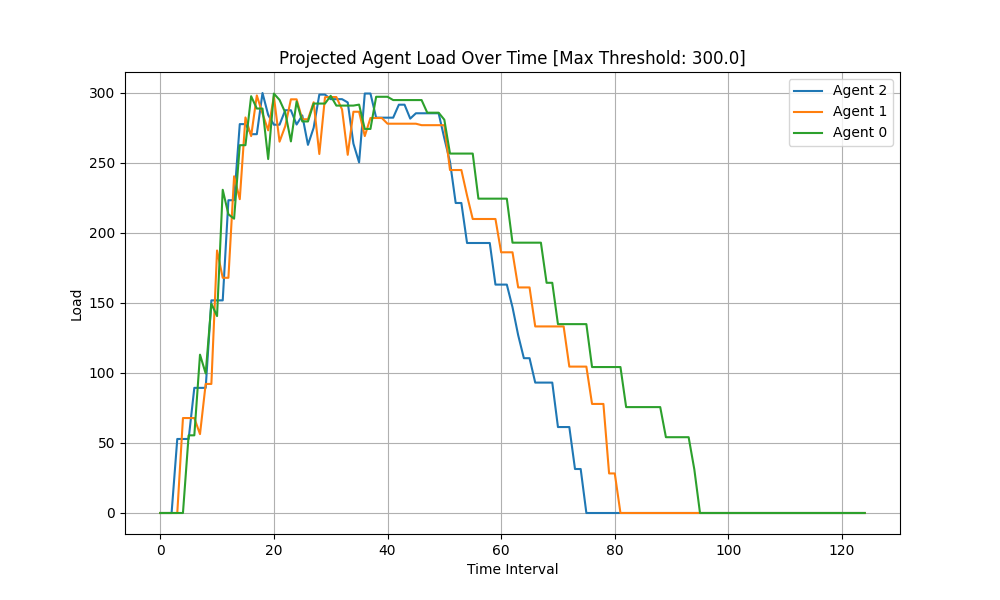 Projected Agent Load Over Time [Max Threshold: 300.0]
Agent 2
Agent 1
Agent 0
Load
300
250
200
150
100
50
0
0 20 40 60 80 100 120
Time Interval